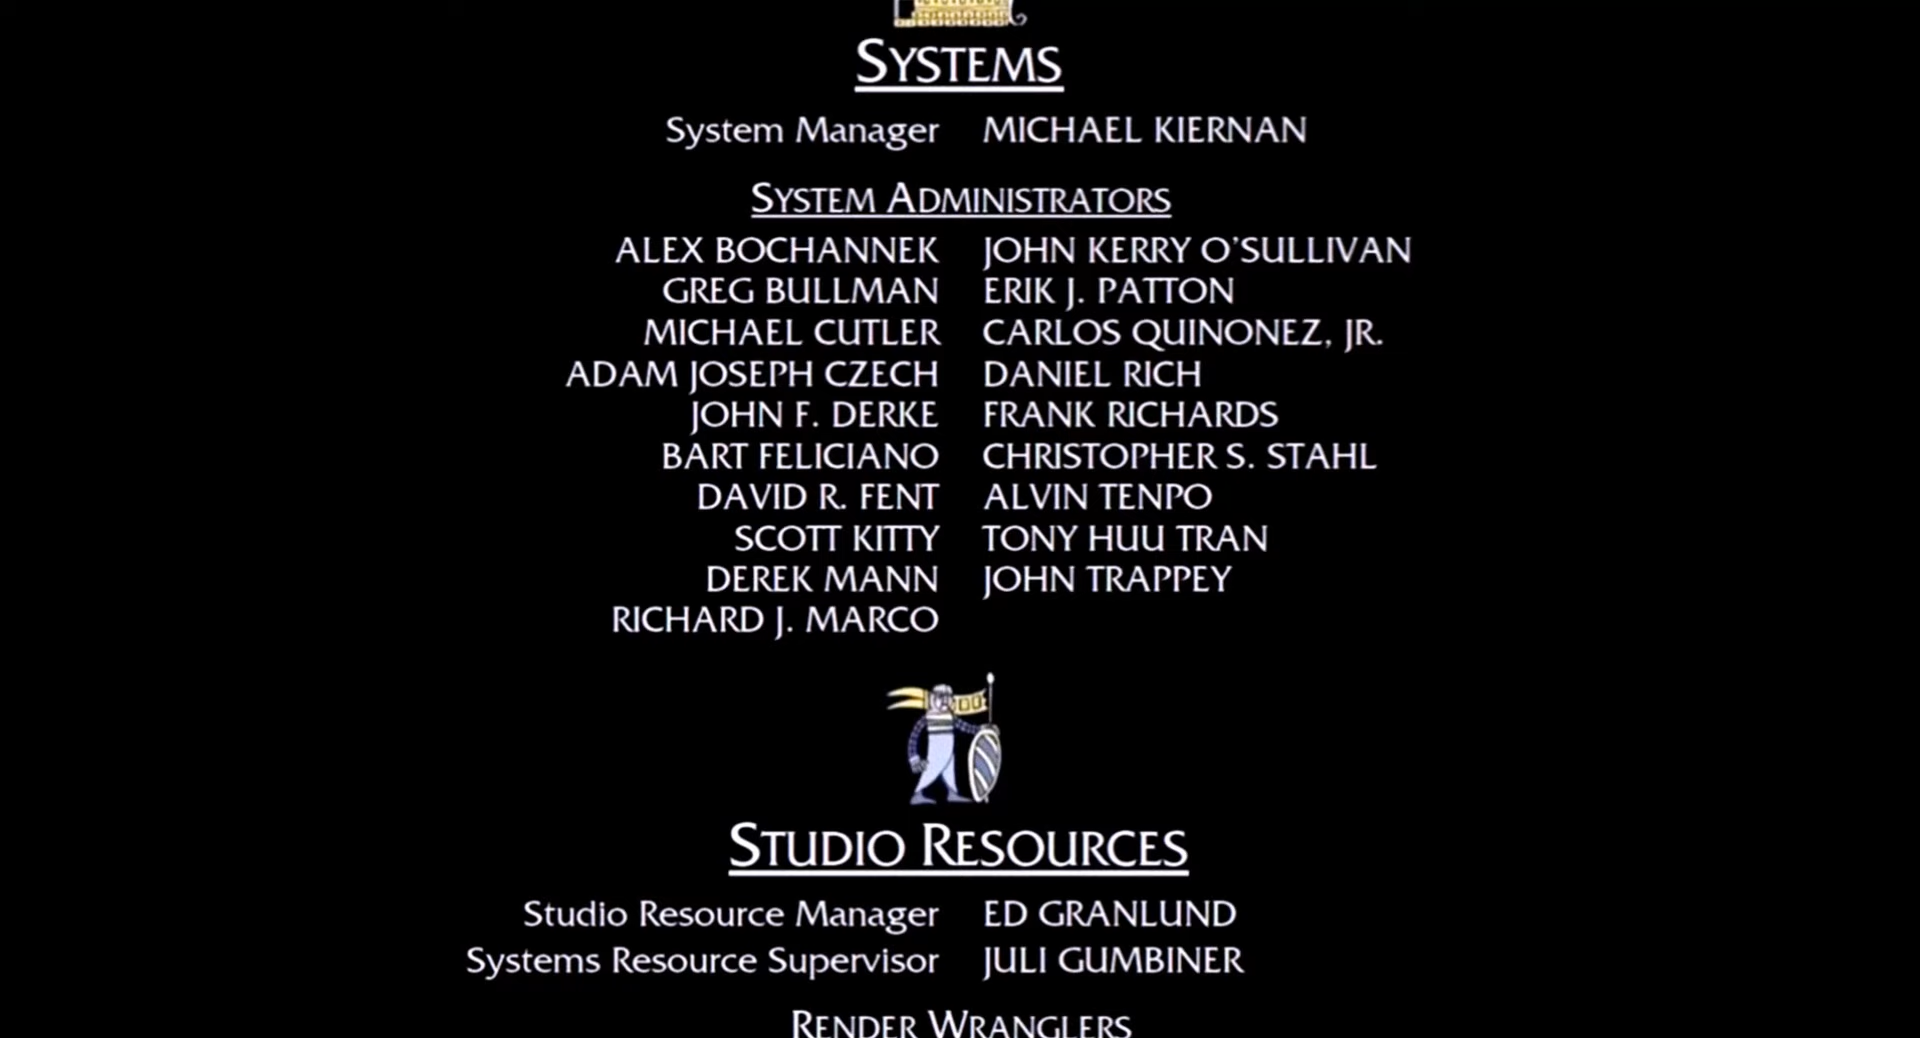 SYSTEMS
System Manager MICHAEL KIERNAN
SYSTEM ADMINISTRATORS
ALEX BOCHANNEK JOHN KERRY O'SULLIVAN
GREG BULLMAN ERIK J. PATTON
MICHAEL CUTLER CARLOS QUINONEZ, JR.
ADAM JOSEPH CZECH DANIEL RICH
JOHN F. DERKE FRANK RICHARDS
BART FELICIANO CHRISTOPHER S. STAHL
DAVID R. FENT ALVIN TENPO
SCOTT KITTY TONY HUU TRAN
DEREK MANN JOHN TRAPPEY
RICHARD J. MARCO
STUDIO RESOURCES
Studio Resource Manager ED GRANLUND
Systems Resource Supervisor JULI GUMBINER
RENDER WRANGLERS